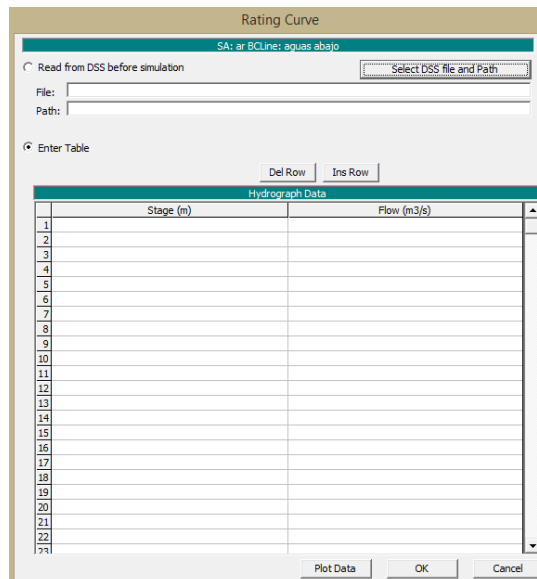 Rating Curve
SA: ar BCLine: aguas abajo
Read from DSS before simulation
Select DSS file and Path
File:
Path:
Enter Table
Del Row Ins Row
Hydrograph Data
Stage (m) Flow (m3/s)
1
2
3
4
5
6
7
8
9
10
11
12
13
14
15
16
17
18
19
20
21
22
23
Plot Data OK Cancel